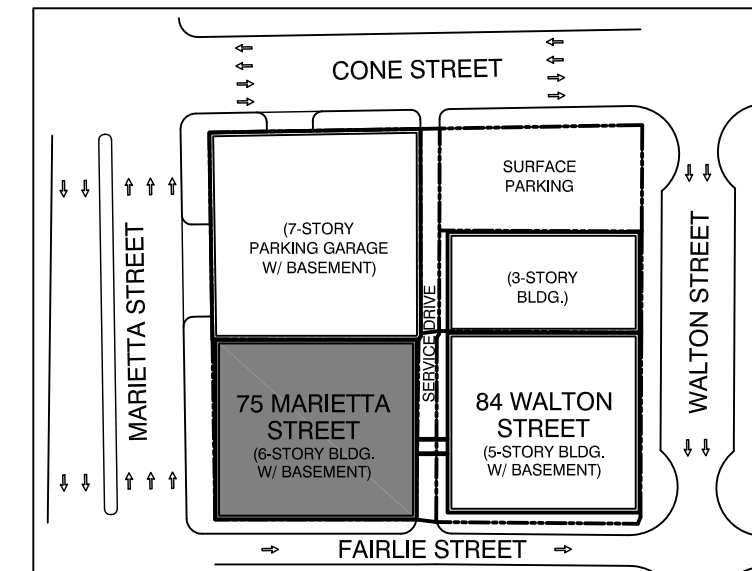 CONE STREET
SURFACE
PARKING
(7-STORY
PARKING GARAGE
W/ BASEMENT)
(3-STORY
BLDG.)
MARIETTA STREET
SERVICE DRIVE
WALTON STREET
75 MARIETTA
STREET
(6-STORY BLDG.
W/ BASEMENT)
84 WALTON
STREET
(5-STORY BLDG.
W/ BASEMENT)
FAIRLIE STREET